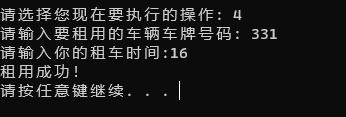 请选择您现在要执行的操作: 4
请输入要租用的车辆车牌号码: 331
请输入你的租车时间:16
租用成功!
请按任意键继续. . .